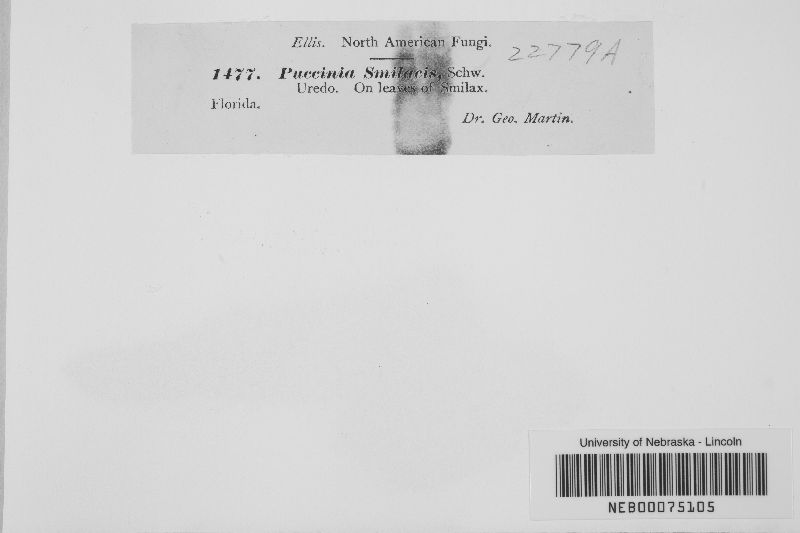 Ellis. North American Fungi.
22779A
1477. Puccinia Smilacis, Schw.
Uredo. On leaves of Smilax.
Florida.
Dr. Geo. Martin.
University of Nebraska - Lincoln
NEB00075105